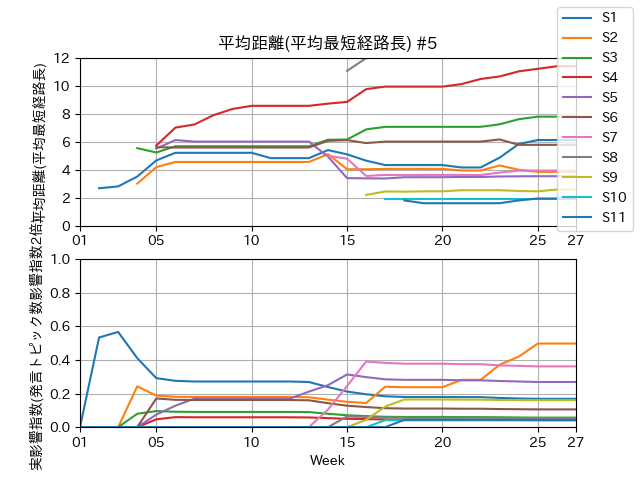 平均距離(平均最短経路長) #5
S1
S2
S3
S4
S5
S6
S7
S8
S9
S10
S11
平均距離(平均最短経路長)
12
10
8
6
4
2
0
01 05 10 15 20 25 27
実影響指数(発言トピック数影響指数2倍)
1.0
0.8
0.6
0.4
0.2
0.0
01 05 10 15 20 25 27
Week